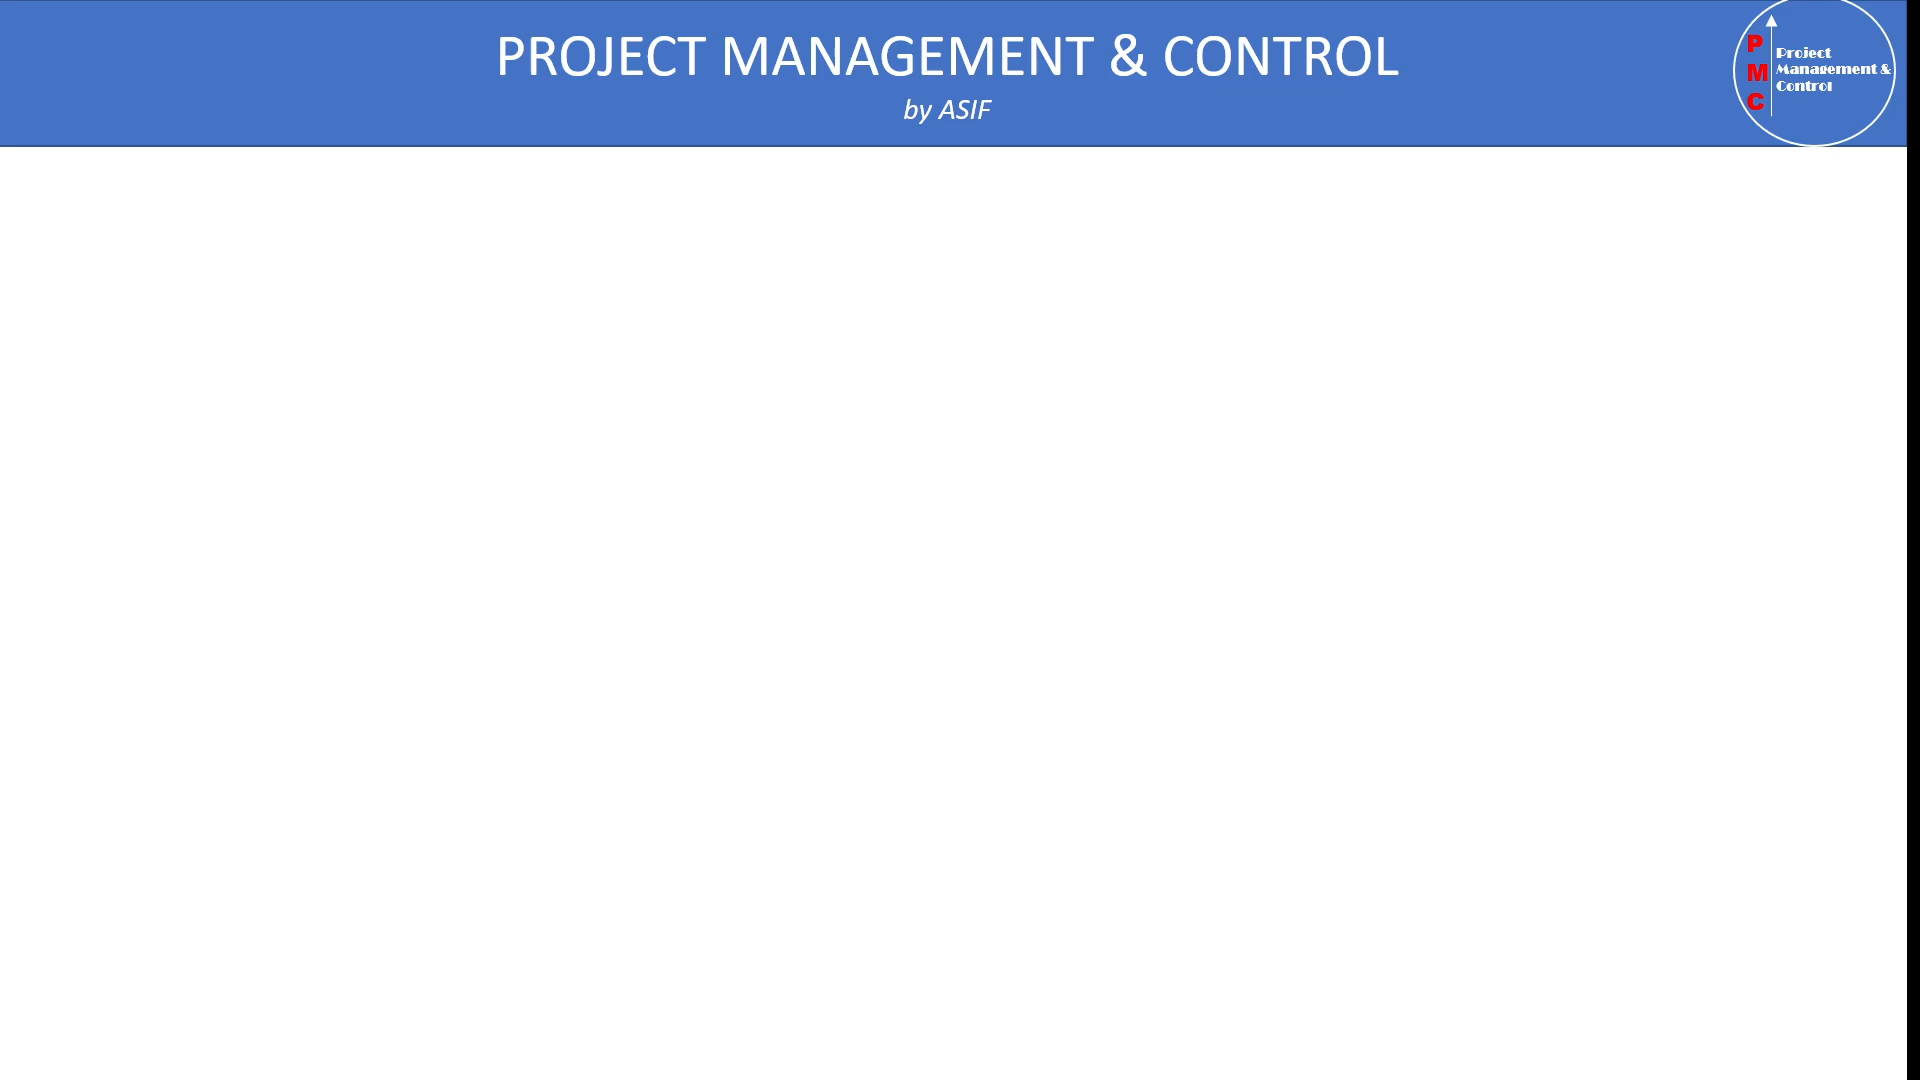 PROJECT MANAGEMENT & CONTROL
by ASIF
P
M
C
Project
Management &
Control